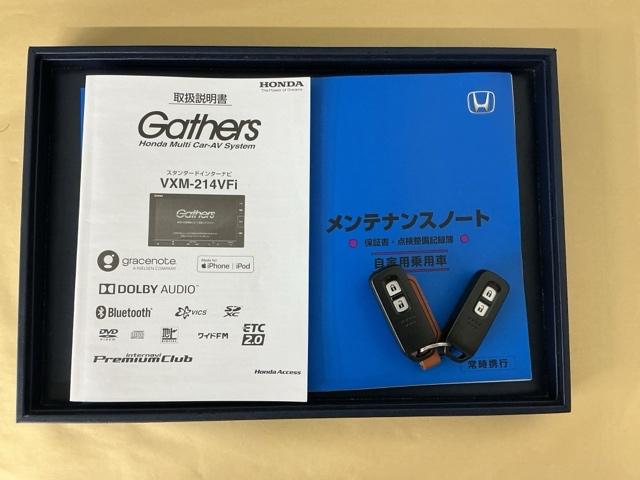 HONDA
The Power of Dreams
取扱説明書
Gathers
Honda Multi Car-AV System
スタンダードインターナビ
VXM-214VFi
Gathers
gracenote.
A NIELSEN COMPANY
Made for
iPhone | iPod
DOLBY AUDIO™
Bluetooth
VICS
SD XC
DVD
VIDEO
ワイドFM
ETC 2.0
internavi
PremiumClub
Honda Access
メンテナンスノート
保証書・点検整備記録簿
自家用乗用車
常時携行